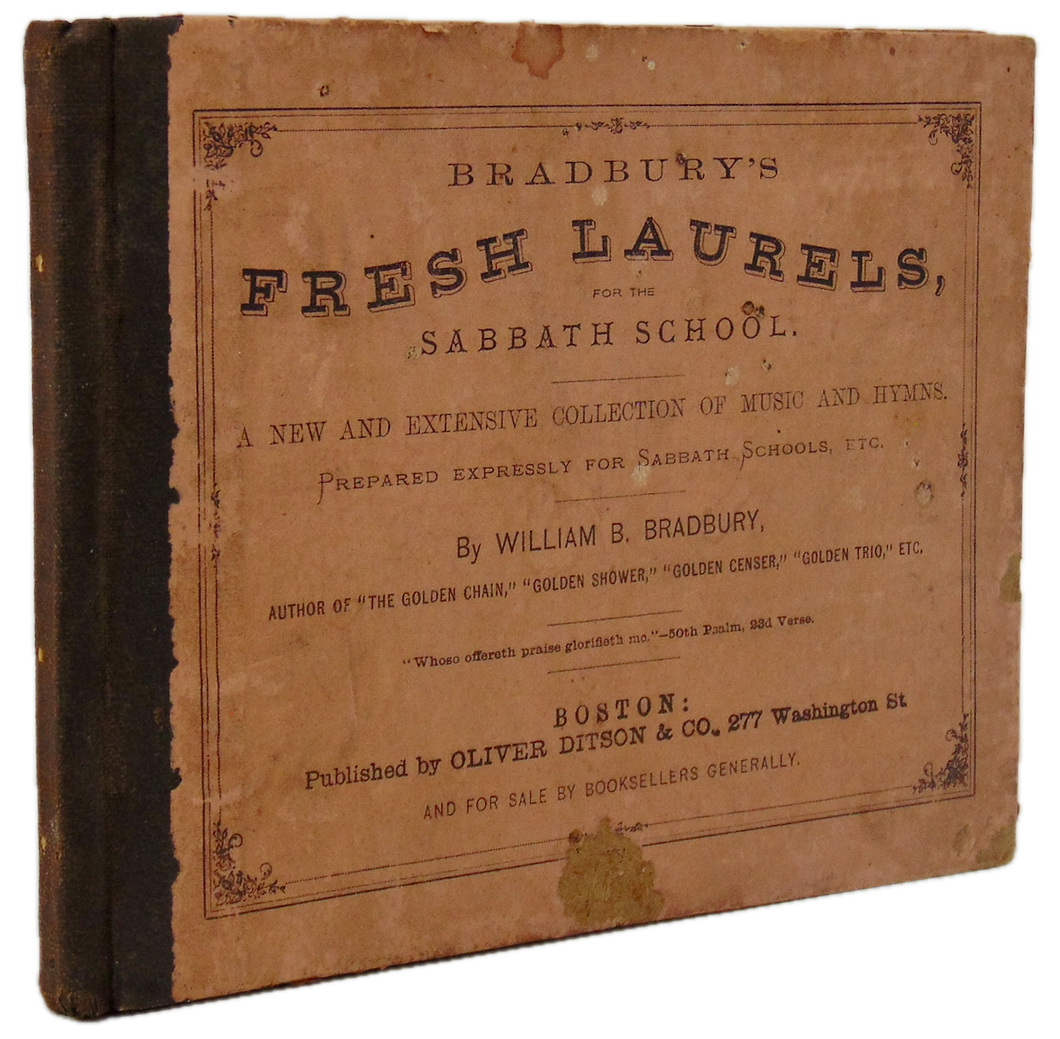 BRADBURY'S
FRESH LAURELS,
FOR THE
SABBATH SCHOOL.
A NEW AND EXTENSIVE COLLECTION OF MUSIC AND HYMNS.
PREPARED EXPRESSLY FOR SABBATH SCHOOLS, ETC.
By WILLIAM B. BRADBURY,
AUTHOR OF "THE GOLDEN CHAIN," "GOLDEN SHOWER," "GOLDEN CENSER," "GOLDEN TRIO," ETC.
"Whoso offereth praise glorifieth me."—50th Psalm, 23d Verse.
BOSTON:
Published by OLIVER DITSON & CO., 277 Washington St
AND FOR SALE BY BOOKSELLERS GENERALLY.